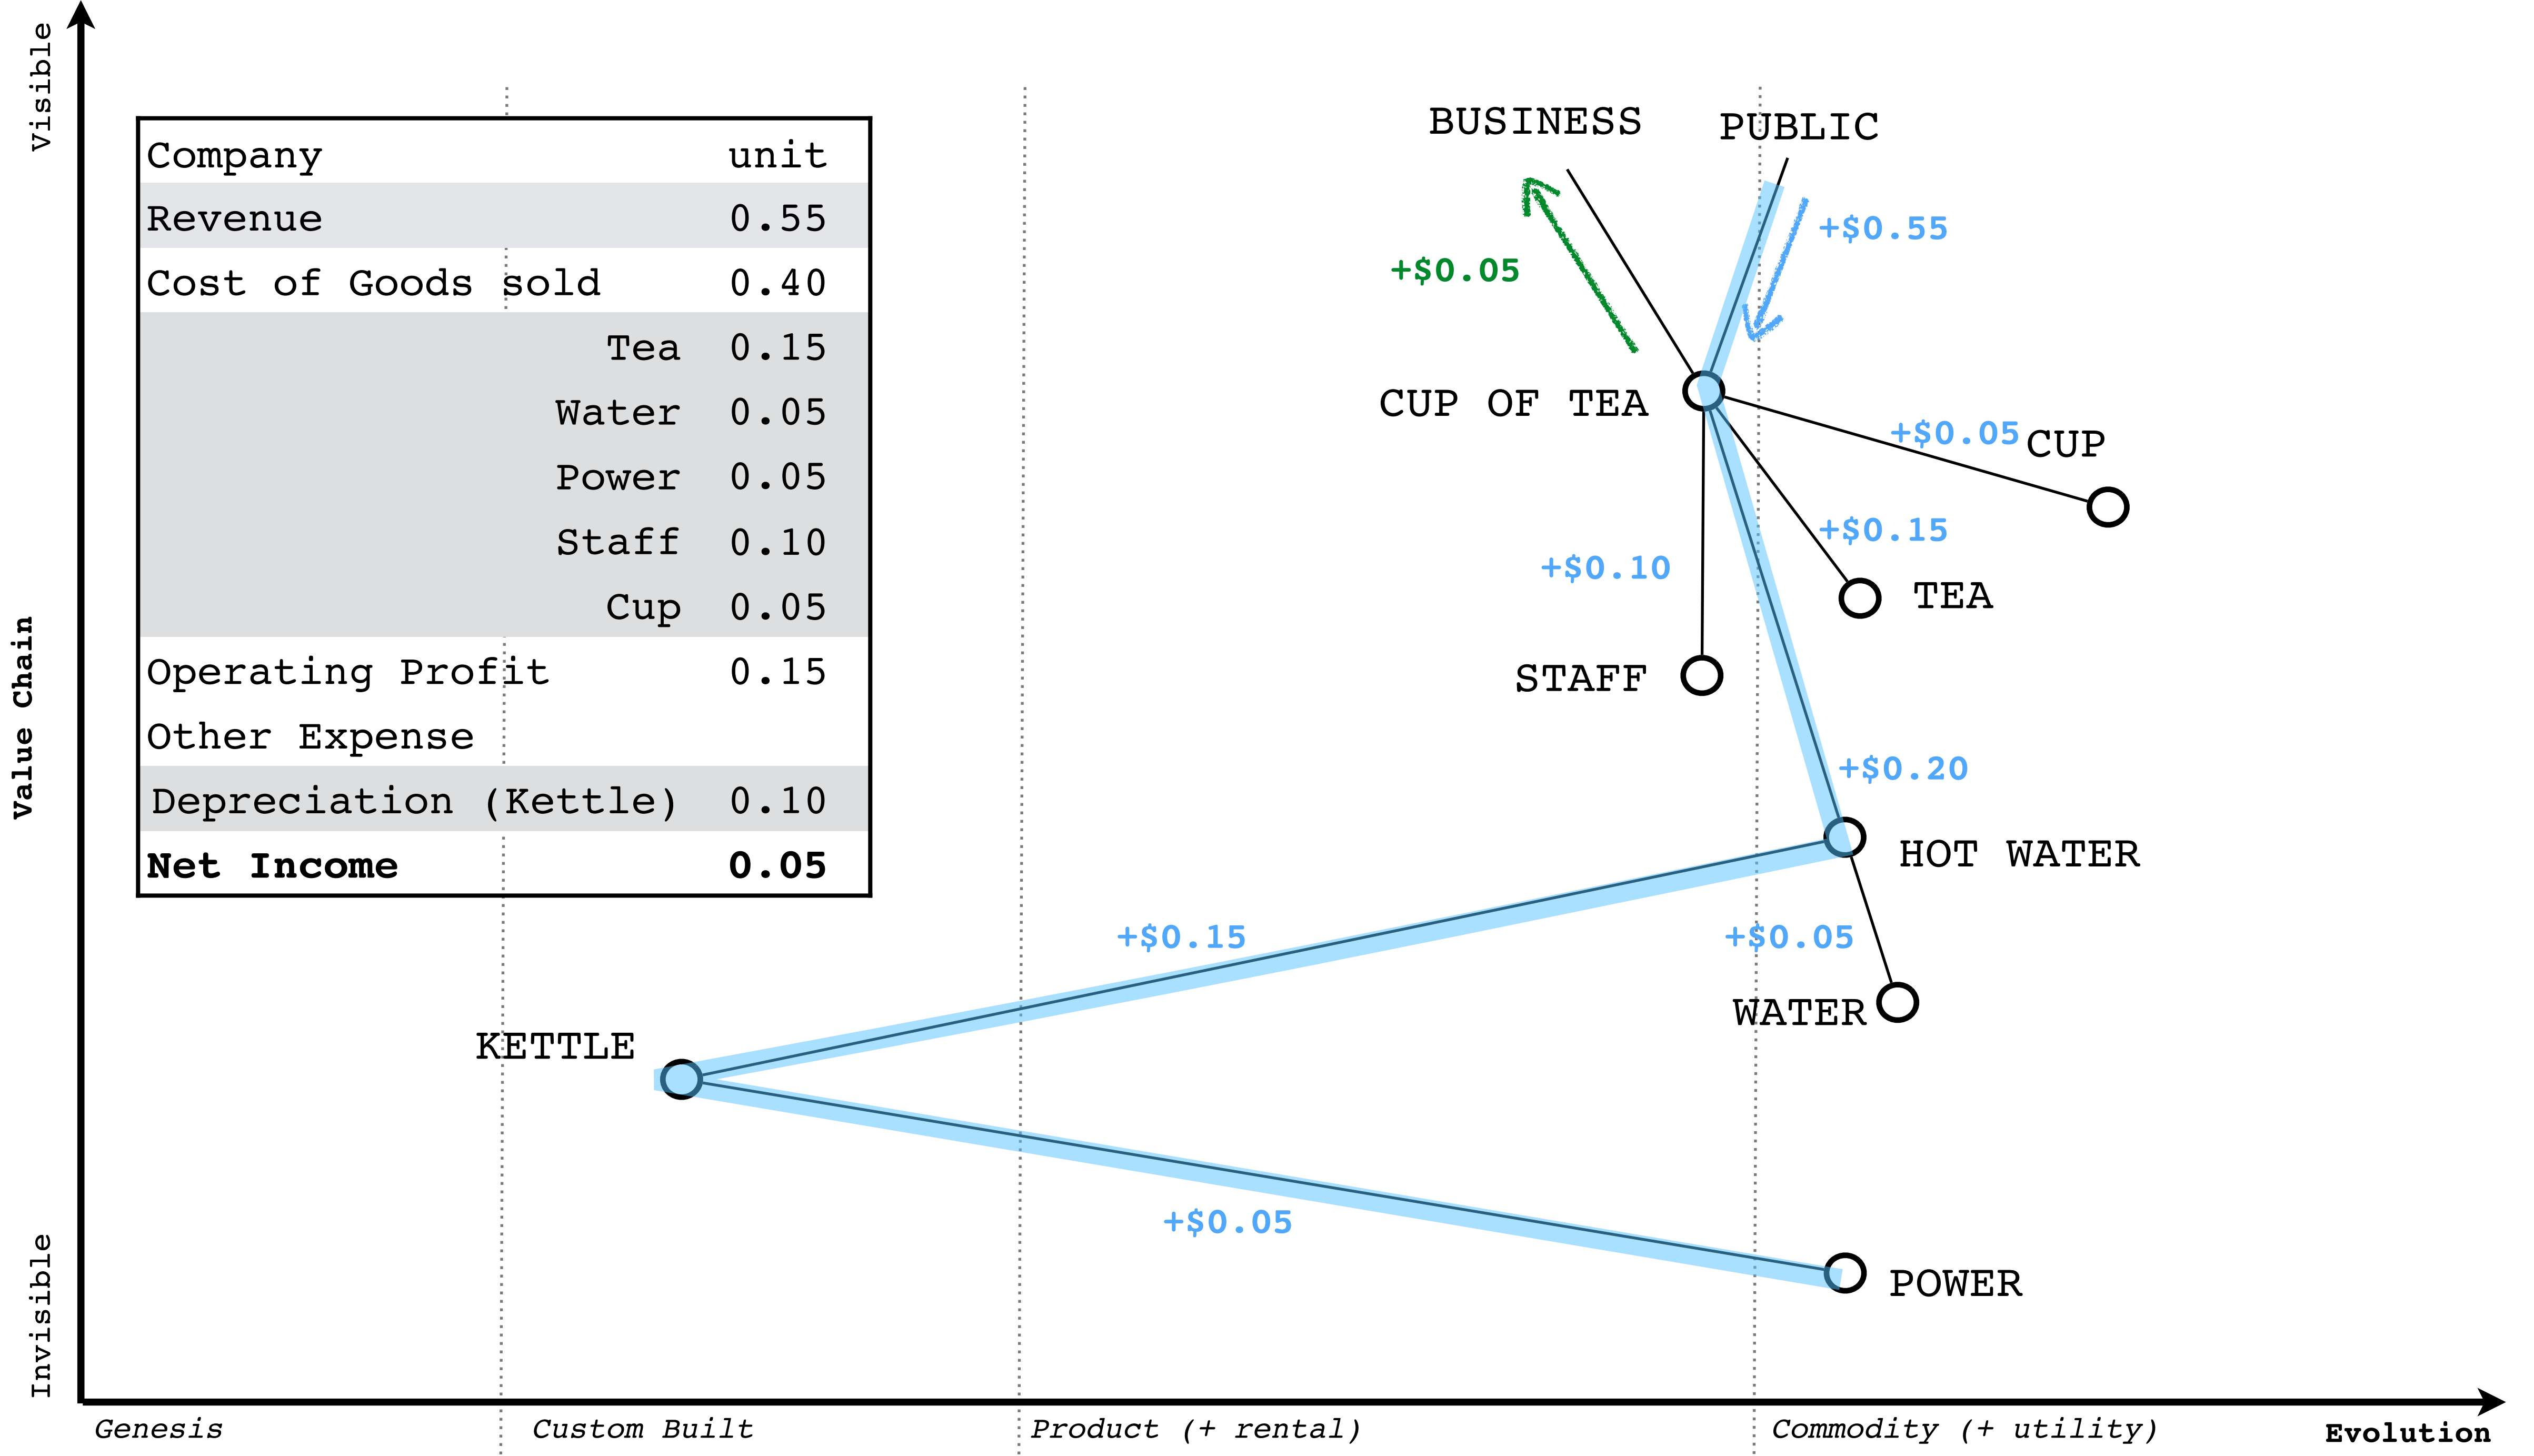 Visible
Value Chain
Invisible
Company unit
Revenue 0.55
Cost of Goods sold 0.40
Tea 0.15
Water 0.05
Power 0.05
Staff 0.10
Cup 0.05
Operating Profit 0.15
Other Expense
Depreciation (Kettle) 0.10
Net Income 0.05
BUSINESS
PUBLIC
+$0.55
+$0.05
CUP OF TEA
+$0.05
CUP
+$0.15
+$0.10
TEA
STAFF
+$0.20
HOT WATER
+$0.15
+$0.05
WATER
KETTLE
+$0.05
POWER
Genesis
Custom Built
Product (+ rental)
Commodity (+ utility)
Evolution